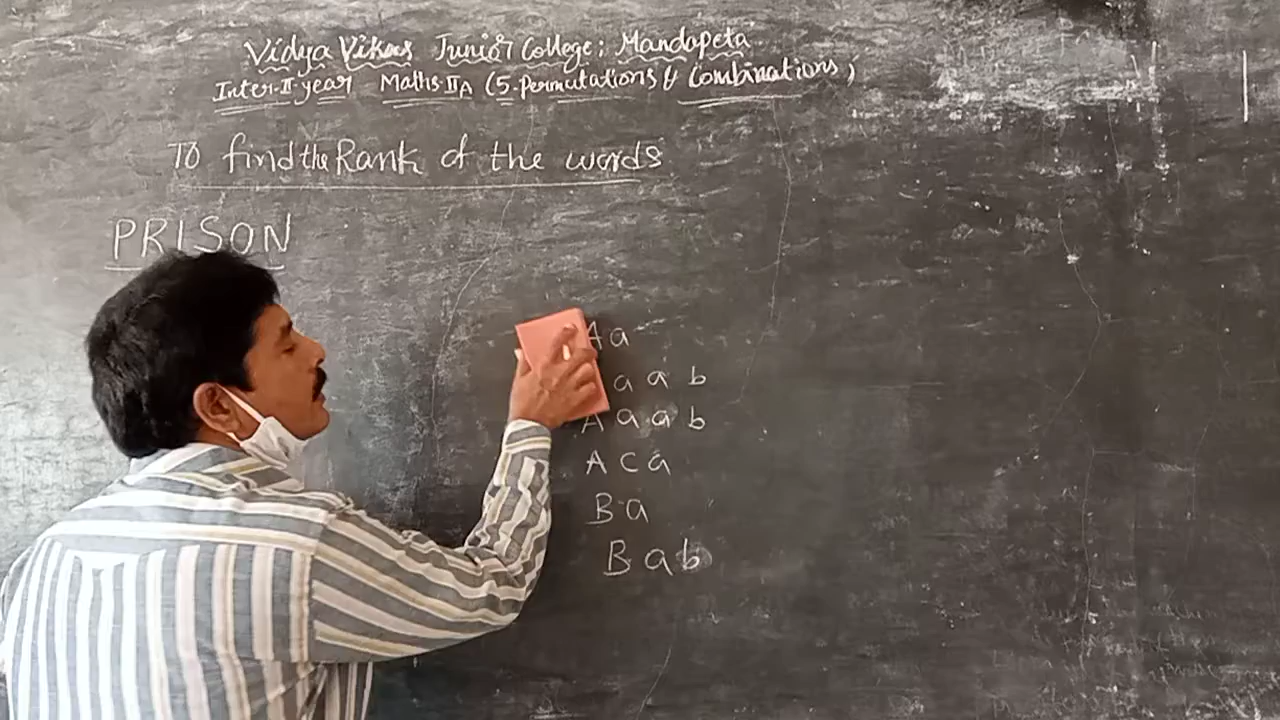 Vidya Vikas Junior College: Mandapeta
Inter-II-year Maths-IIA (5. Permutations & Combinations)
To find the Rank of the words
PRISON
Aa
a a b
A a a b
A c a
B a
B a b